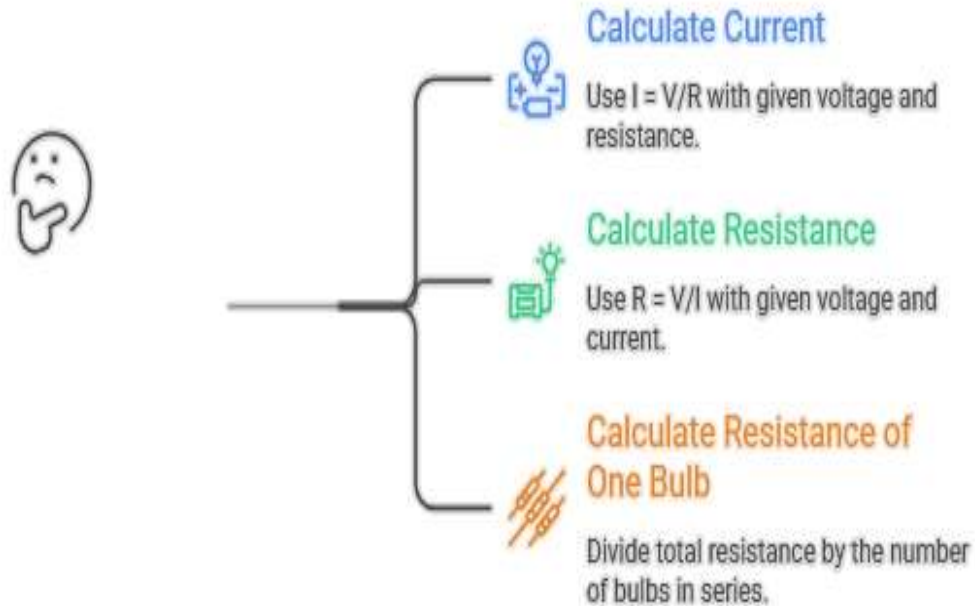 Calculate Current
Use I = V/R with given voltage and
resistance.
Calculate Resistance
Use R = V/I with given voltage and
current.
Calculate Resistance of
One Bulb
Divide total resistance by the number
of bulbs in series.